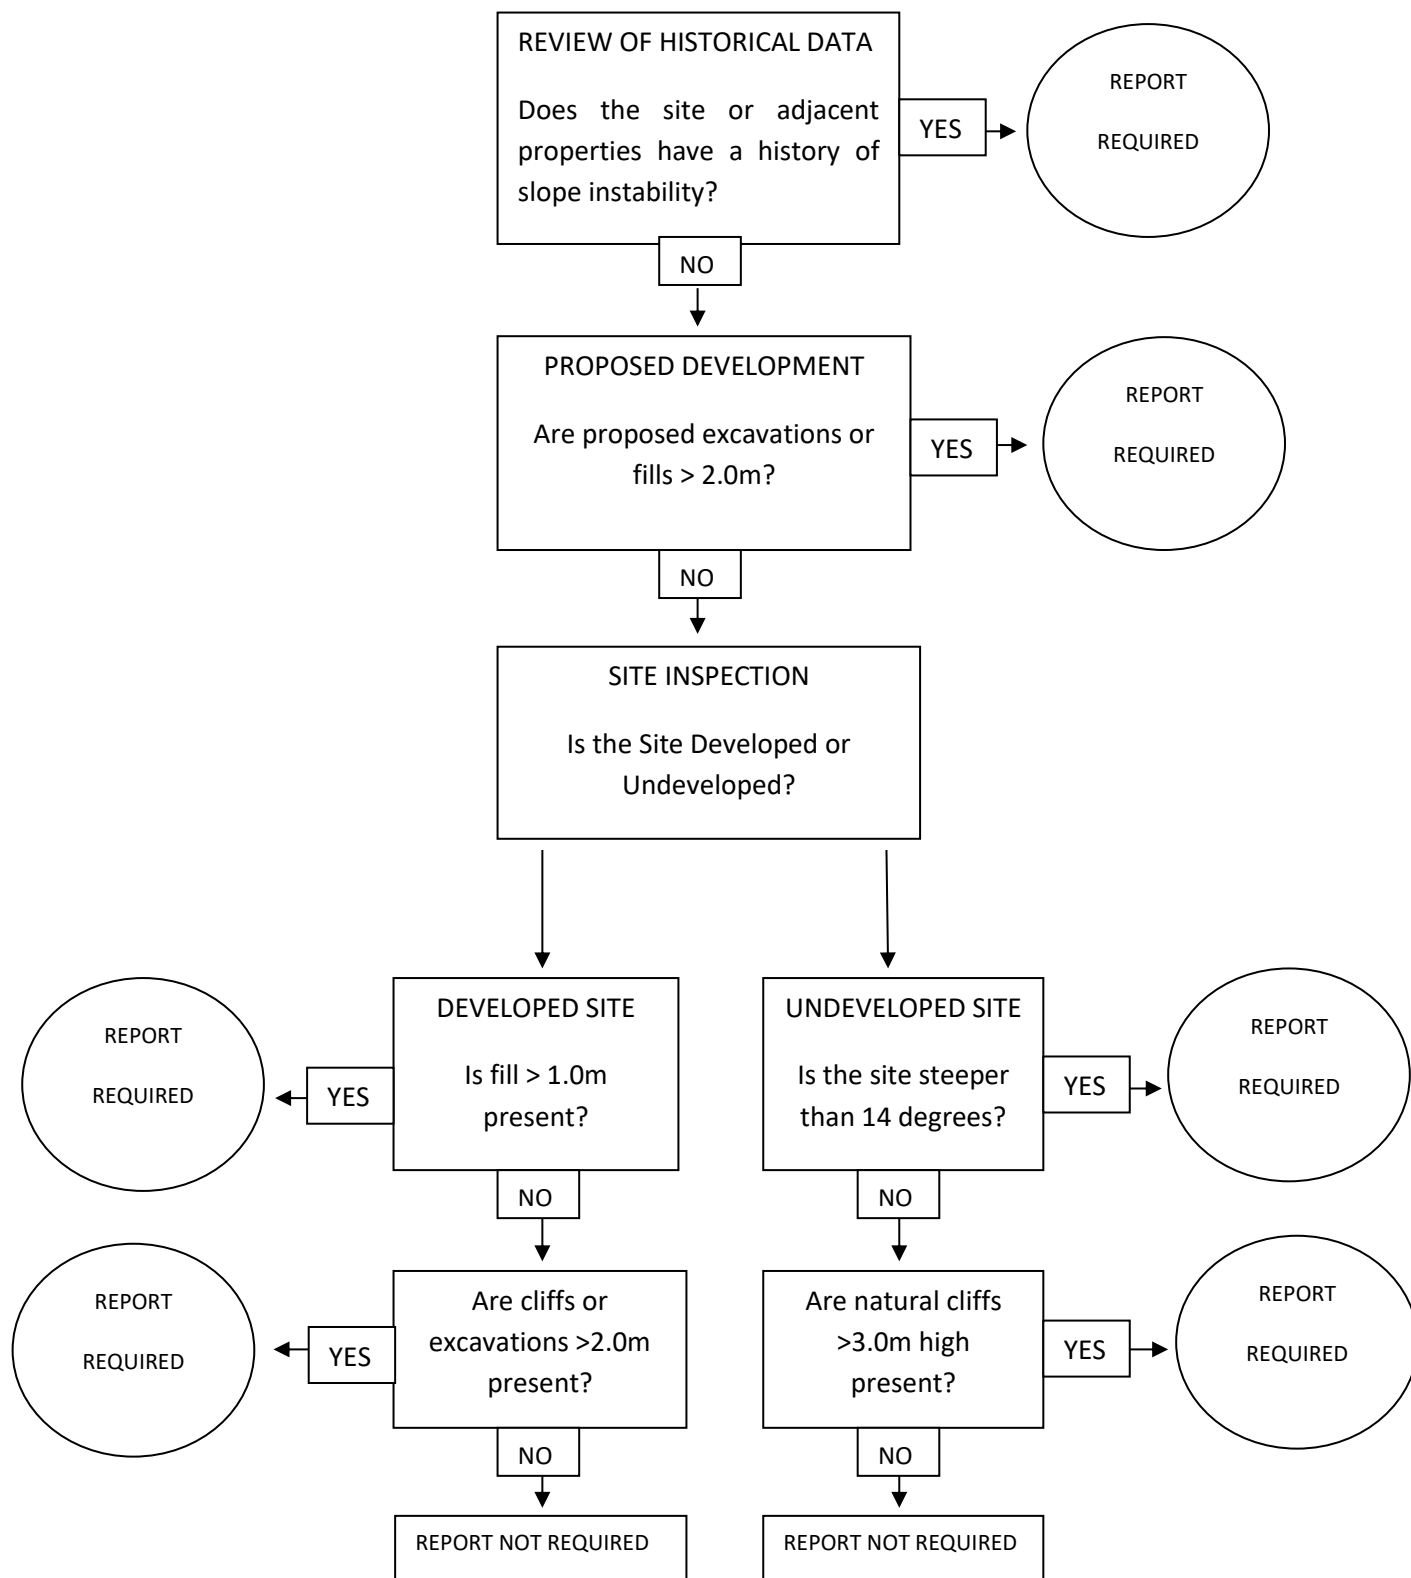 REVIEW OF HISTORICAL DATA
Does the site or adjacent
properties have a history of
slope instability?
YES
REPORT
REQUIRED
NO
PROPOSED DEVELOPMENT
Are proposed excavations or
fills > 2.0m?
YES
REPORT
REQUIRED
NO
SITE INSPECTION
Is the Site Developed or
Undeveloped?
DEVELOPED SITE
Is fill > 1.0m
present?
YES
REPORT
REQUIRED
NO
Are cliffs or
excavations >2.0m
present?
YES
REPORT
REQUIRED
NO
REPORT NOT REQUIRED
UNDEVELOPED SITE
Is the site steeper
than 14 degrees?
YES
REPORT
REQUIRED
NO
Are natural cliffs
>3.0m high
present?
YES
REPORT
REQUIRED
NO
REPORT NOT REQUIRED